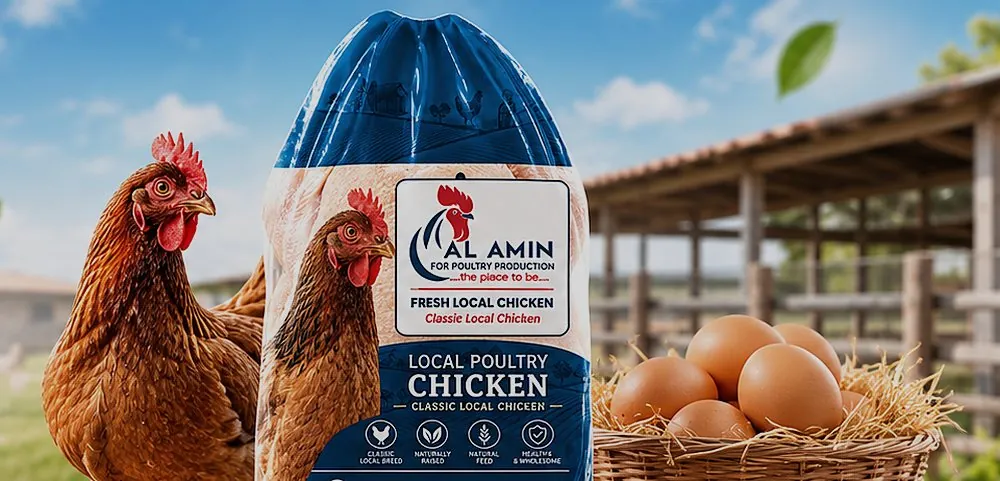 AL AMIN
FOR POULTRY PRODUCTION
....the place to be....
FRESH LOCAL CHICKEN
Classic Local Chicken
LOCAL POULTRY
CHICKEN
CLASSIC LOCAL CHICEEN
CLASSIC
LOCAL BREED
NATURALLY
RAISED
NATURAL
FEED
HEALTHY
& WHOLESOME